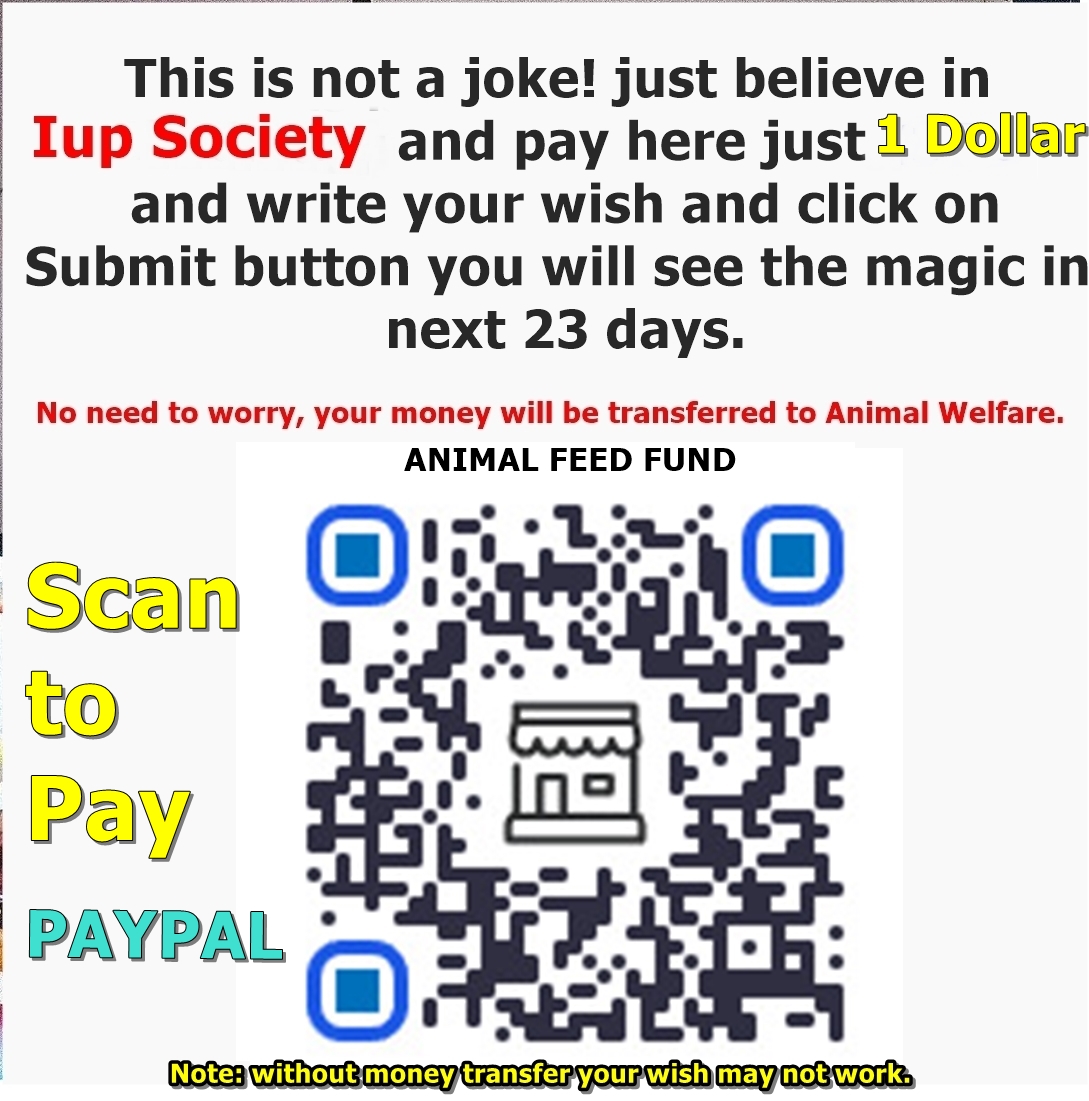 This is not a joke! just believe in
Iup Society and pay here just 1 Dollar
and write your wish and click on
Submit button you will see the magic in
next 23 days.
No need to worry, your money will be transferred to Animal Welfare.
ANIMAL FEED FUND
Scan
to
Pay
PAYPAL
Note: without money transfer your wish may not work.